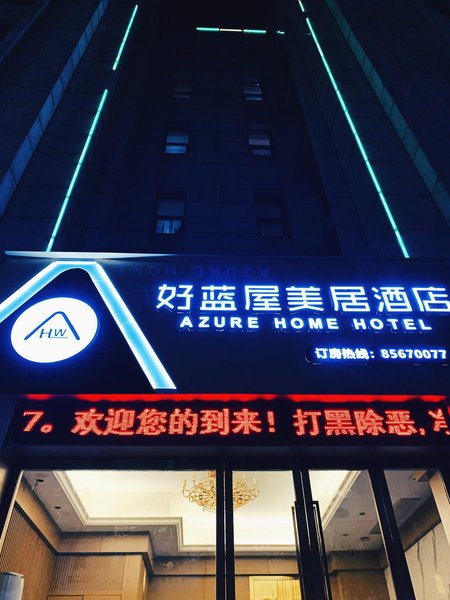 好蓝屋美居酒店
AZURE HOME HOTEL
HW
订房热线：85670077
7。欢迎您的到来！打黑除恶,